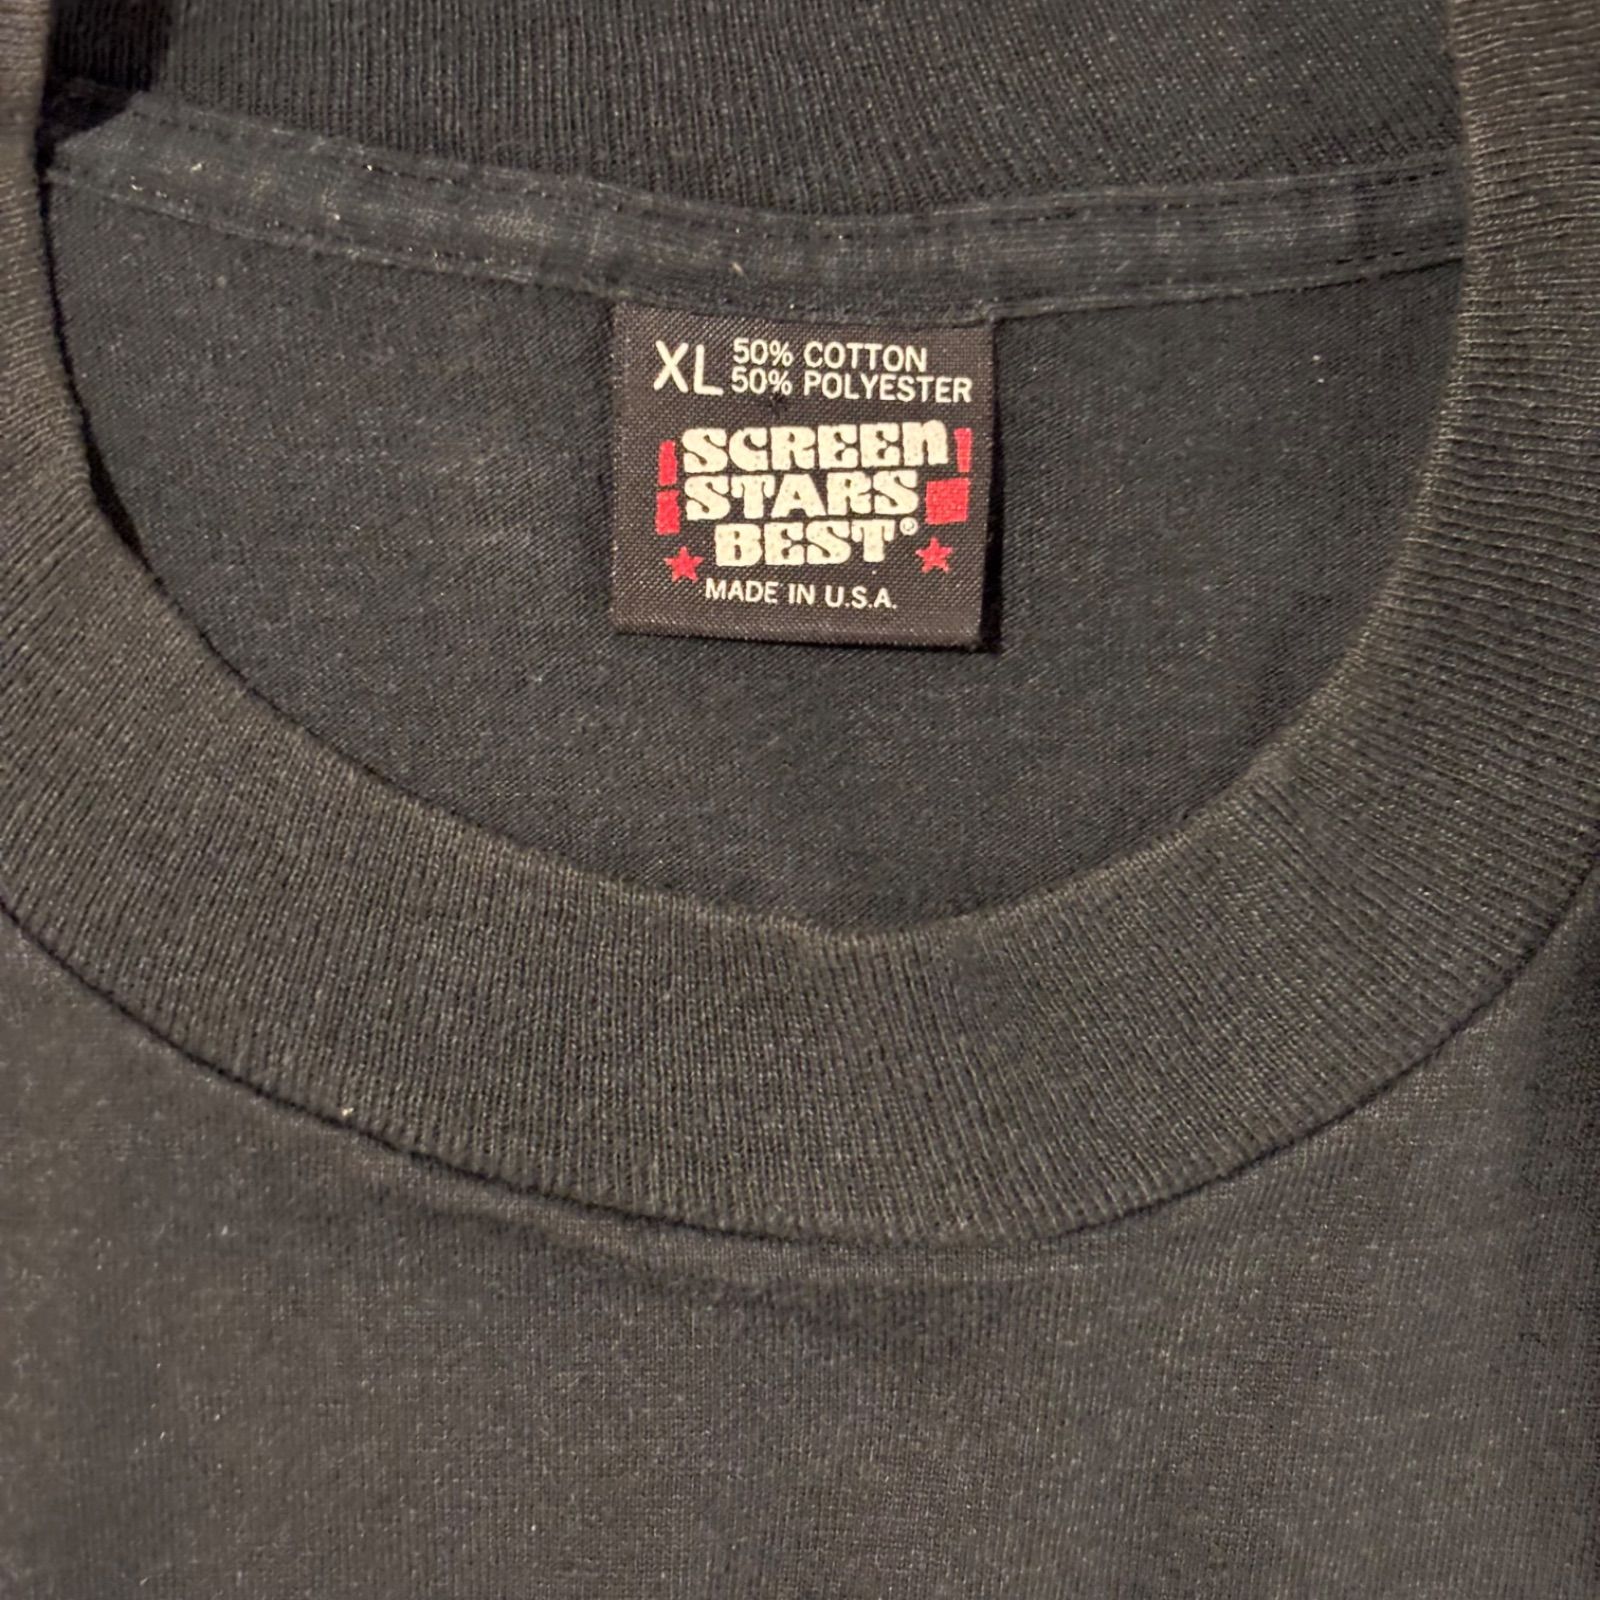 XL 50% COTTON
50% POLYESTER
SCREEN
STARS
BEST®
MADE IN U.S.A.